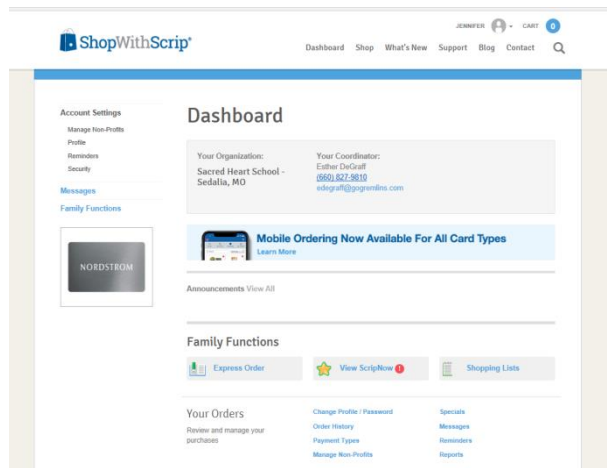 JENNIFER CART 0
ShopWithScrip®
Dashboard Shop What's New Support Blog Contact
Account Settings
Manage Non-Profits
Profile
Reminders
Security
Messages
Family Functions
NORDSTROM
Dashboard
Your Organization:
Sacred Heart School -
Sedalia, MO
Your Coordinator:
Esther DeGraff
(660) 827-9810
edegraff@gogremlins.com
Mobile Ordering Now Available For All Card Types
Learn More
Announcements View All
Family Functions
Express Order
View ScripNow !
Shopping Lists
Your Orders
Review and manage your
purchases
Change Profile / Password
Order History
Payment Types
Manage Non-Profits
Specials
Messages
Reminders
Reports